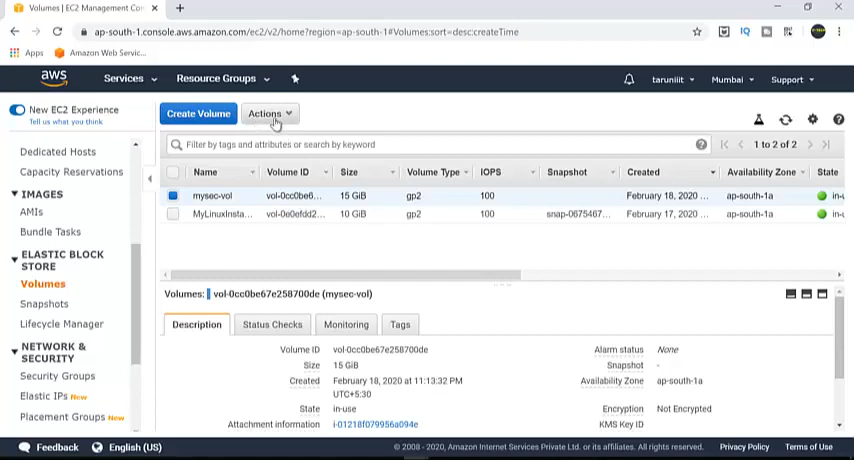 Volumes | EC2 Management Con
ap-south-1.console.aws.amazon.com/ec2/v2/home?region=ap-south-1#Volumes:sort=desc:createTime
IQ
Apps Amazon Web Servic...
aws Services Resource Groups taruniiit Mumbai Support
New EC2 Experience
Tell us what you think
Dedicated Hosts
Capacity Reservations
IMAGES
AMIs
Bundle Tasks
ELASTIC BLOCK
STORE
Volumes
Snapshots
Lifecycle Manager
NETWORK &
SECURITY
Security Groups
Elastic IPs New
Placement Groups New
Create Volume Actions
Filter by tags and attributes or search by keyword
1 to 2 of 2
Name Volume ID Size Volume Type IOPS Snapshot Created Availability Zone State
mysec-vol vol-0cc0be6... 15 GiB gp2 100 February 18, 2020 ... ap-south-1a in-u
MyLinuxInsta... vol-0e0efdd2... 10 GiB gp2 100 snap-0675467... February 17, 2020 ... ap-south-1a in-u
Volumes: vol-0cc0be67e258700de (mysec-vol)
Description Status Checks Monitoring Tags
Volume ID vol-0cc0be67e258700de Alarm status None
Size 15 GiB Snapshot -
Created February 18, 2020 at 11:13:32 PM Availability Zone ap-south-1a
UTC+5:30
State in-use Encryption Not Encrypted
Attachment information i-01218f079956a094e KMS Key ID
Feedback English (US) © 2008 - 2020, Amazon Internet Services Private Ltd. or its affiliates. All rights reserved. Privacy Policy Terms of Use